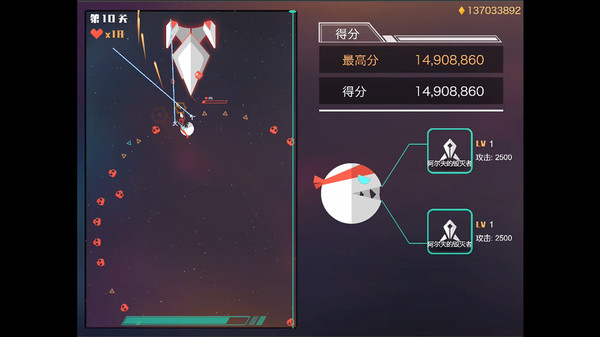 第10关
x18
137033892
得分
最高分 14,908,860
得分 14,908,860
LV 1
阿尔夫的毁灭者
攻击: 2500
LV 1
阿尔夫的毁灭者
攻击: 2500